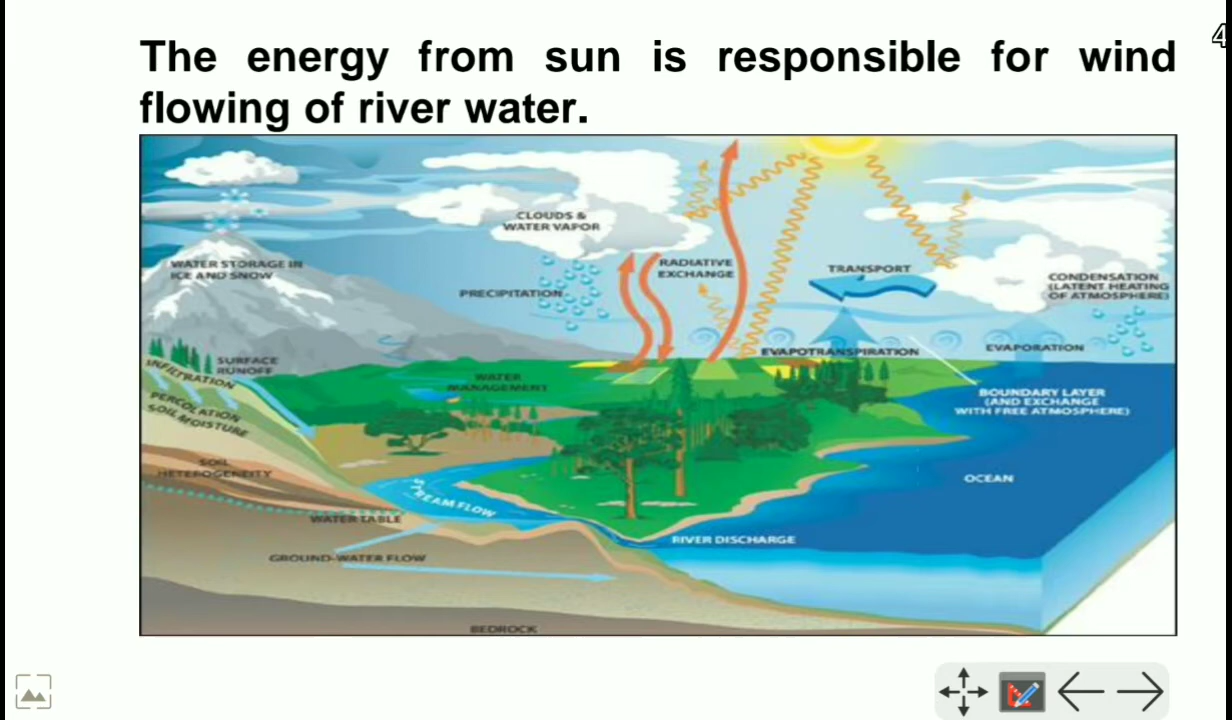 The energy from sun is responsible for wind
flowing of river water.
4
CLOUDS &
WATER VAPOR
WATER STORAGE IN
ICE AND SNOW
RADIATIVE
EXCHANGE
TRANSPORT
CONDENSATION
(LATENT HEATING
OF ATMOSPHERE)
PRECIPITATION
EVAPOTRANSPIRATION
EVAPORATION
SURFACE
RUNOFF
INFILTRATION
WATER
MANAGEMENT
BOUNDARY LAYER
(AND EXCHANGE
WITH FREE ATMOSPHERE)
PERCOLATION
SOIL MOISTURE
SOIL
HETEROGENEITY
OCEAN
STREAM FLOW
WATER TABLE
RIVER DISCHARGE
GROUND-WATER FLOW
BEDROCK